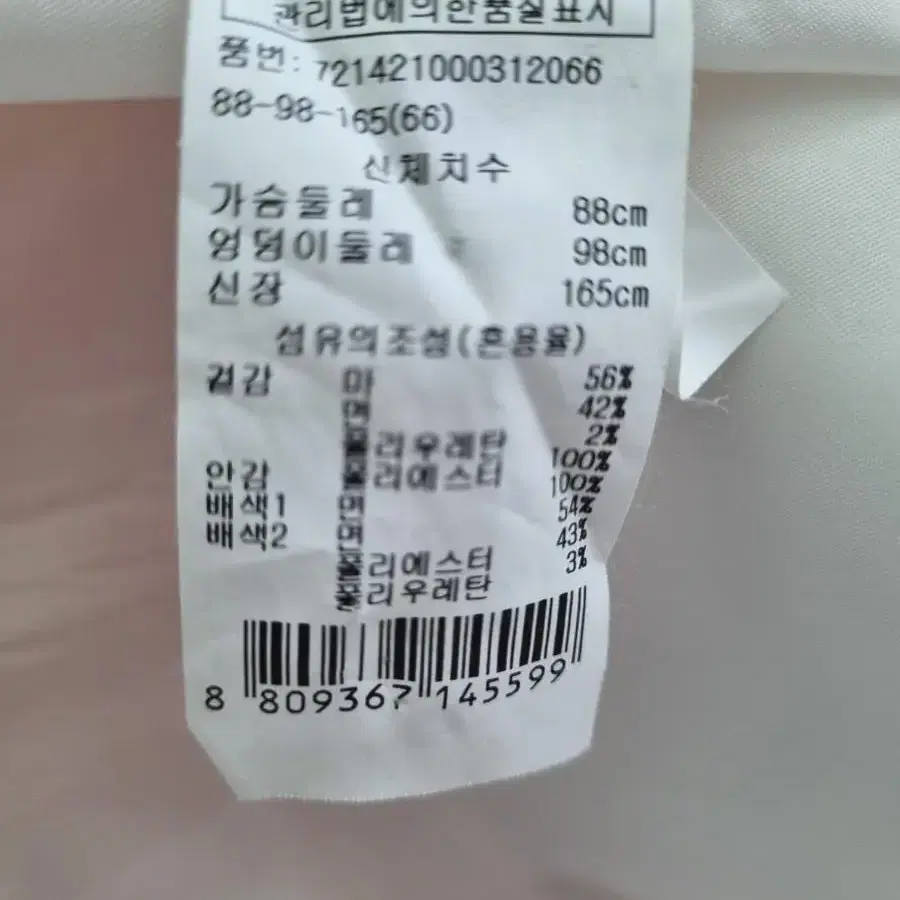 관리법에의한품질표시
품번: 721421000312066
88-98-165(66)
신체치수
가슴둘레 88cm
엉덩이둘레 98cm
신장 165cm
섬유의조성(혼용율)
겉감 마 56%
면 42%
폴리우레탄 2%
안감 폴리에스터 100%
배색1 면 100%
배색2 면 54%
폴리에스터 43%
폴리우레탄 3%
8 809367 145599